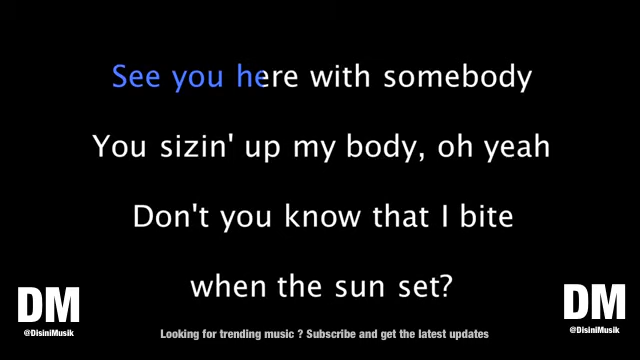 See you here with somebody
You sizin' up my body, oh yeah
Don't you know that I bite
when the sun set?
DM
@DisiniMusik
DM
@DisiniMusik
Looking for trending music ? Subscribe and get the latest updates